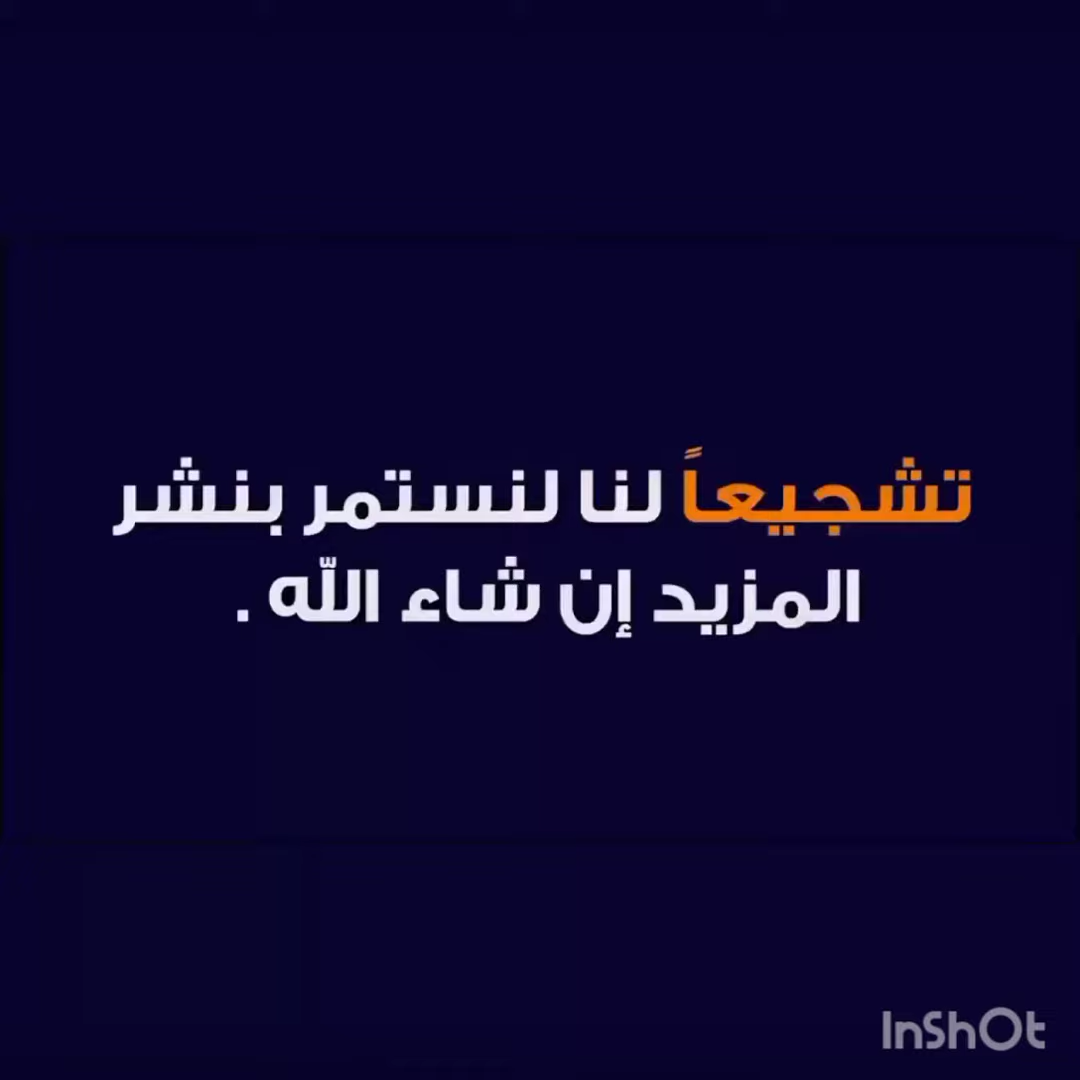 تشجيعاً لنا لنستمر بنشر
المزيد إن شاء الله .
InShOt